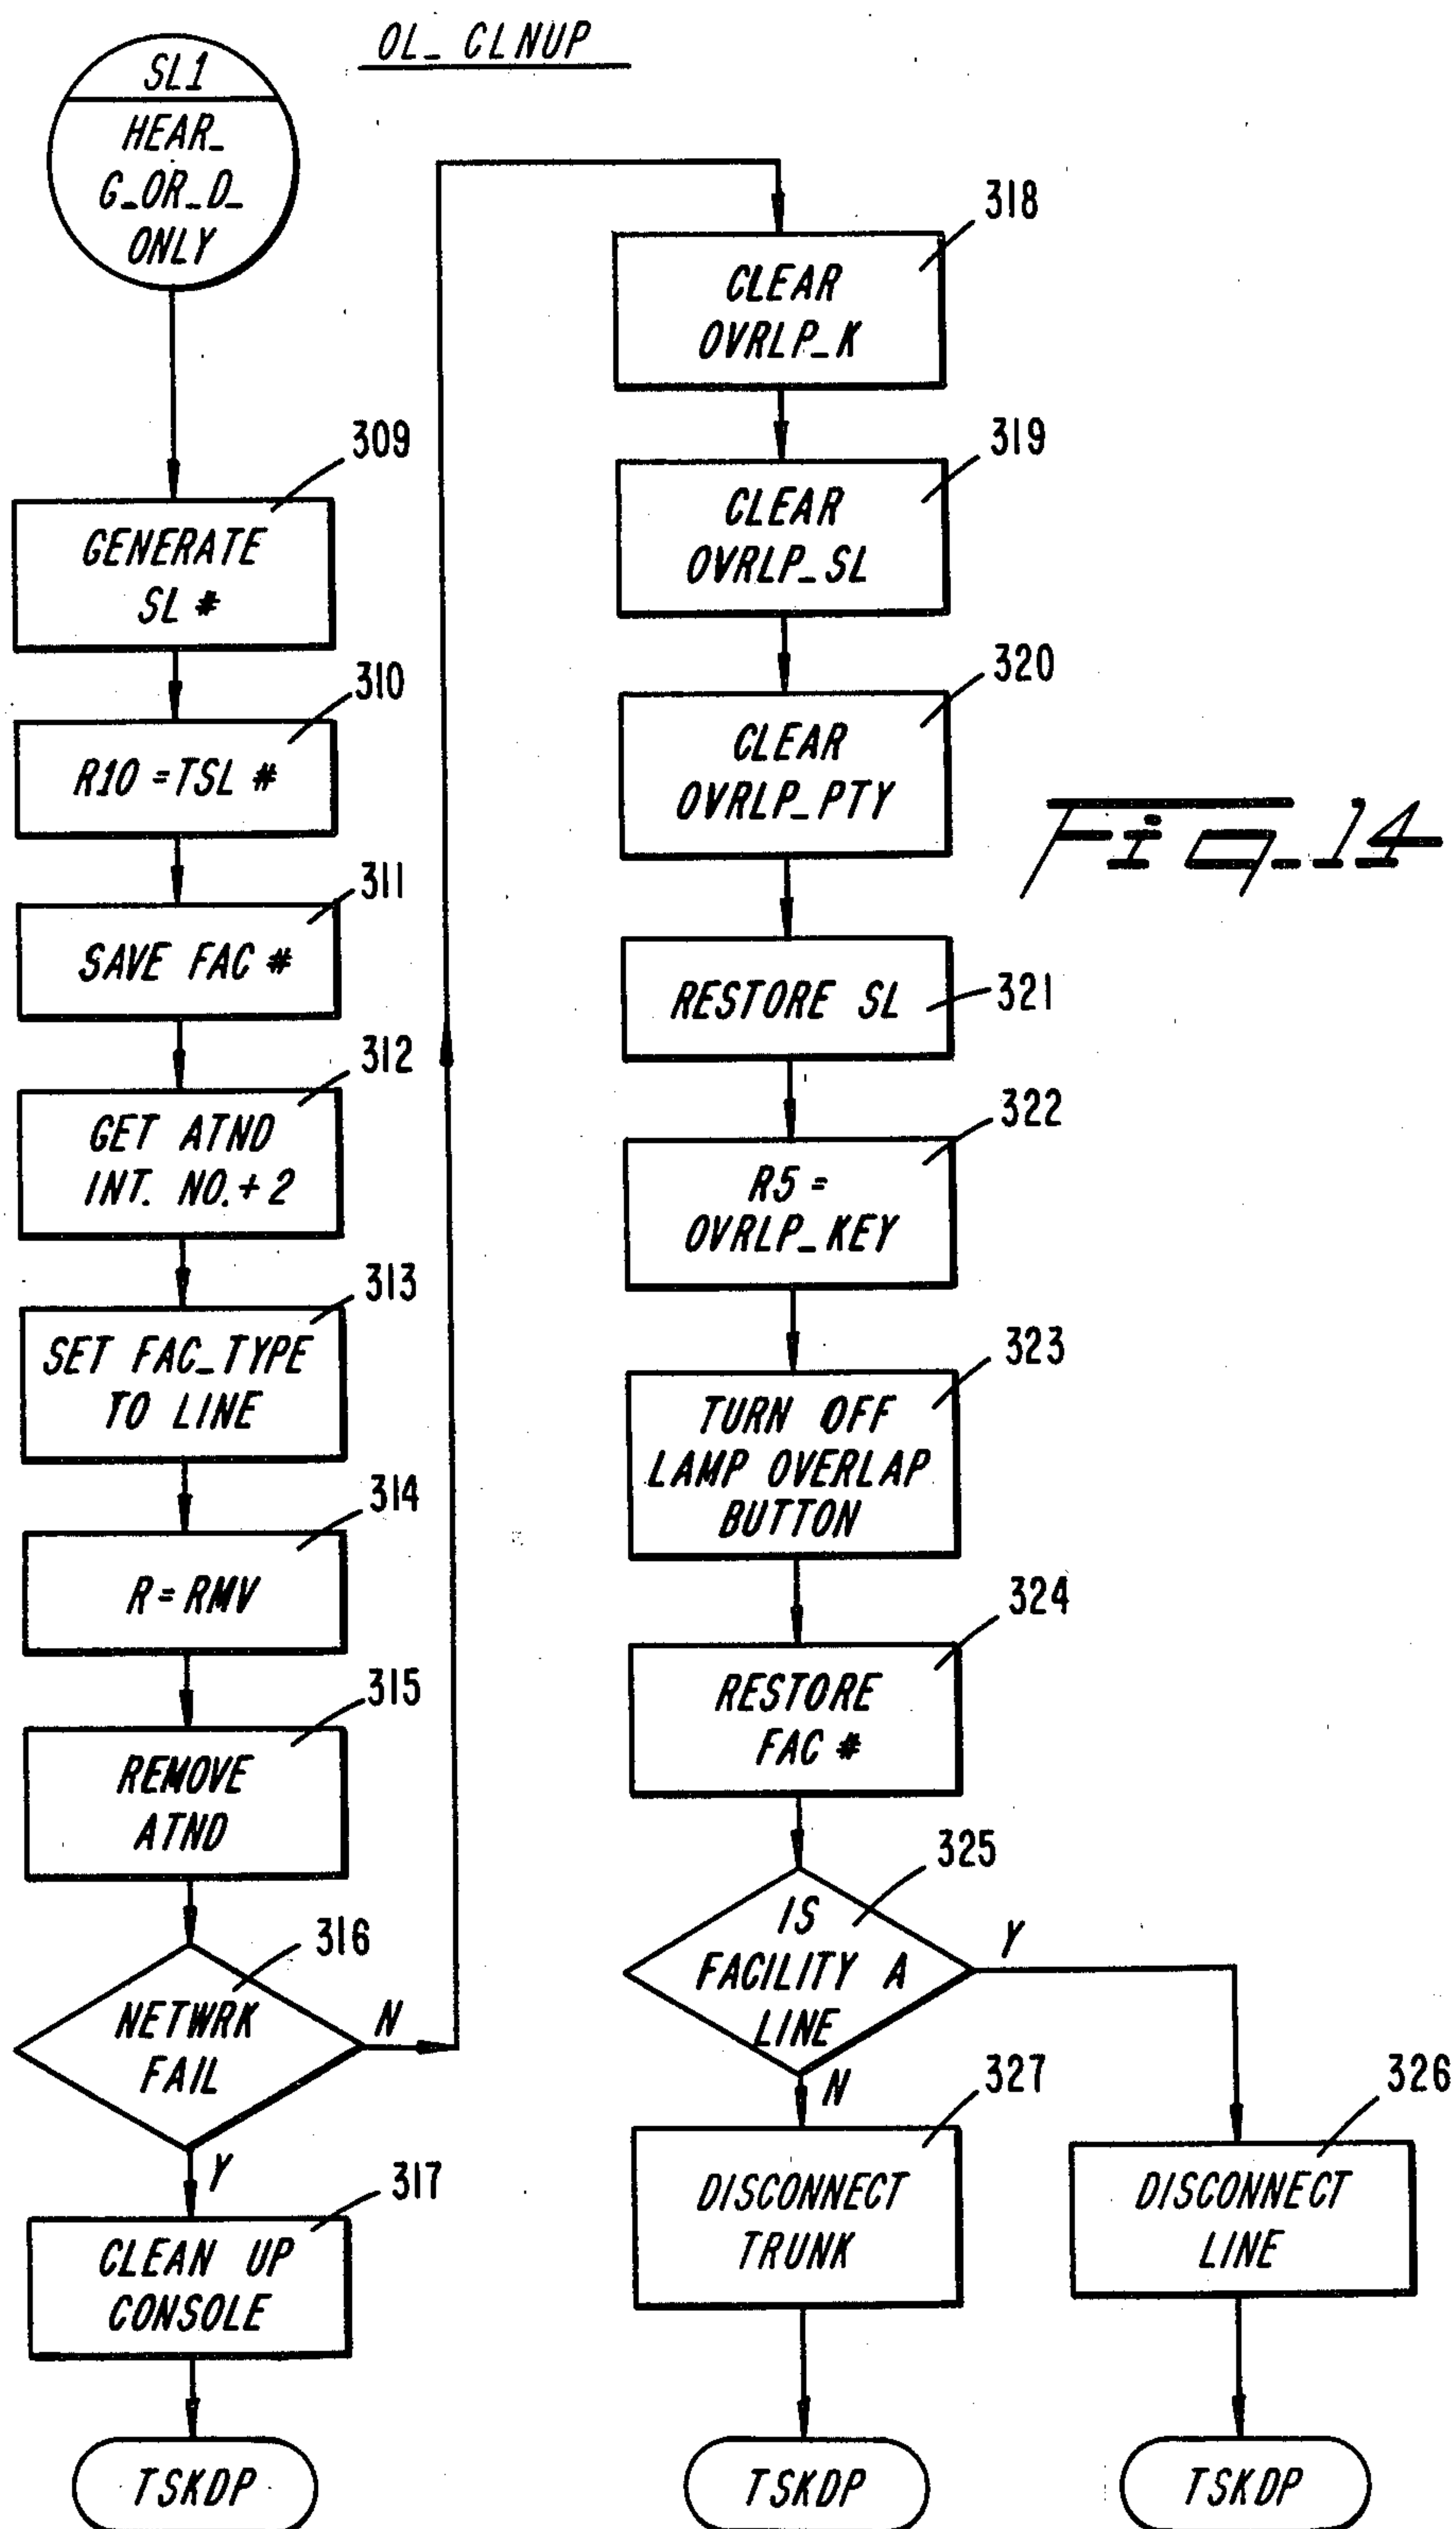 OL_CLNUP
SL1
HEAR_
G_OR_D_
ONLY
309
GENERATE
SL #
310
R10 = TSL #
311
SAVE FAC #
312
GET ATND
INT. NO. + 2
313
SET FAC_TYPE
TO LINE
314
R = RMV
315
REMOVE
ATND
316
NETWRK
FAIL
N
Y
317
CLEAN UP
CONSOLE
TSKDP
318
CLEAR
OVRLP_K
319
CLEAR
OVRLP_SL
320
CLEAR
OVRLP_PTY
321
RESTORE SL
322
R5 =
OVRLP_KEY
323
TURN OFF
LAMP OVERLAP
BUTTON
324
RESTORE
FAC #
325
IS
FACILITY A
LINE
Y
N
327
DISCONNECT
TRUNK
TSKDP
326
DISCONNECT
LINE
TSKDP
Fig_14